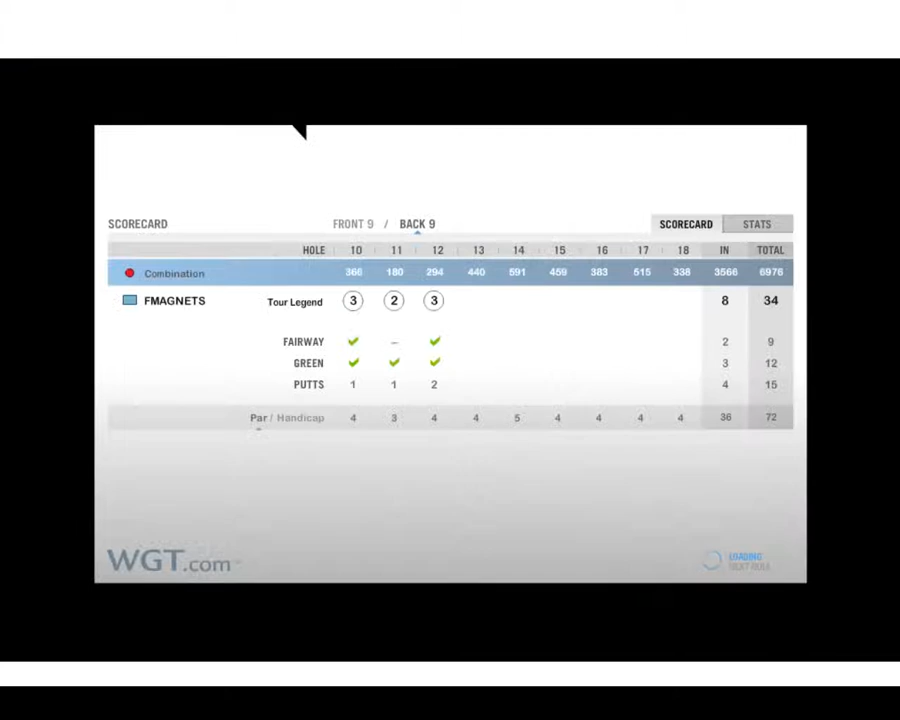 SCORECARD FRONT 9 / BACK 9 SCORECARD STATS
HOLE 10 11 12 13 14 15 16 17 18 IN TOTAL
Combination 366 180 294 440 591 459 383 515 338 3566 6976
FMAGNETS Tour Legend 3 2 3 8 34
FAIRWAY – 2 9
GREEN 3 12
PUTTS 1 1 2 4 15
Par / Handicap 4 3 4 4 5 4 4 4 4 36 72
WGT.com LOADING
NEXT HOLE